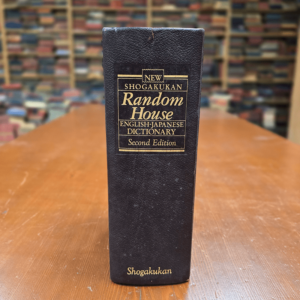 NEW
SHOGAKUKAN
Random
House
ENGLISH-JAPANESE
DICTIONARY
Second Edition
Shogakukan